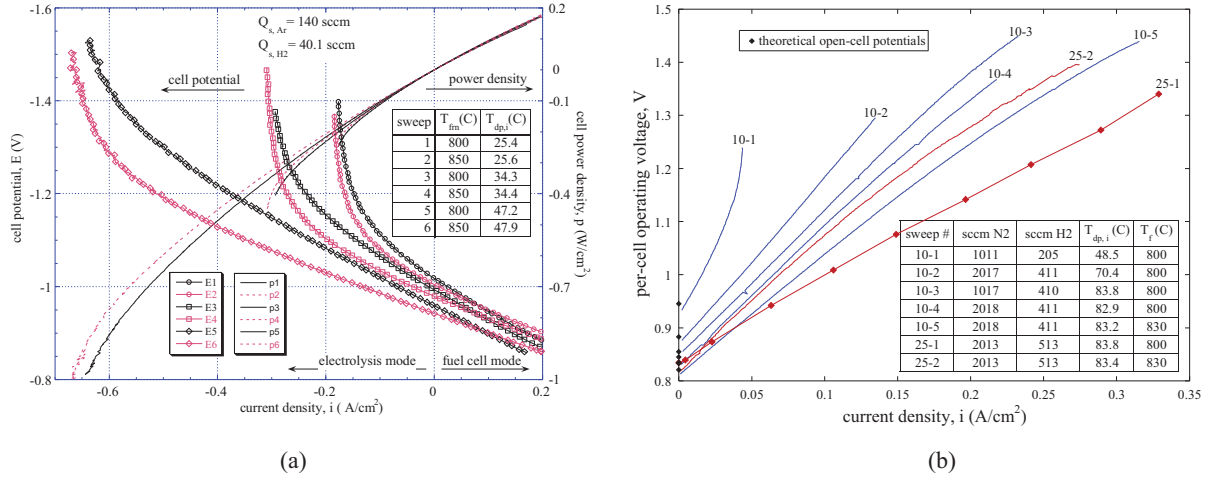 -1.6
-1.4
-1.2
-1
-0.8
cell potential, E (V)
Q_s, Ar = 140 sccm
Q_s, H2 = 40.1 sccm
cell potential
power density
sweep T_frn(C) T_dp,i(C)
1 800 25.4
2 850 25.6
3 800 34.3
4 850 34.4
5 800 47.2
6 850 47.9
E1
E2
E3
E4
E5
E6
p1
p2
p3
p4
p5
p6
electrolysis mode fuel cell mode
-0.6 -0.4 -0.2 0 0.2
current density, i ( A/cm²)
0.2
0
-0.1
-0.4
-0.7
-1
cell power density, p (W/cm²)
(a)
1.5
1.4
1.3
1.2
1.1
1
0.9
0.8
per-cell operating voltage, V
theoretical open-cell potentials
10-1
10-2
10-3
10-4
25-2
10-5
25-1
sweep # sccm N2 sccm H2 T_dp, i (C) T_f (C)
10-1 1011 205 48.5 800
10-2 2017 411 70.4 800
10-3 1017 410 83.8 800
10-4 2018 411 82.9 800
10-5 2018 411 83.2 830
25-1 2013 513 83.8 800
25-2 2013 513 83.4 830
0 0.05 0.1 0.15 0.2 0.25 0.3 0.35
current density, i (A/cm²)
(b)